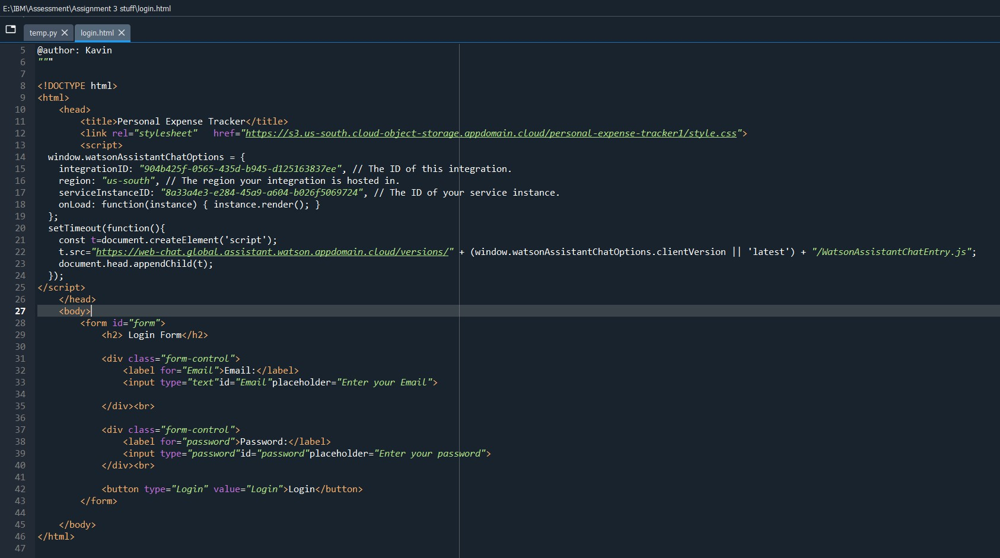 E:\IBM\Assessment\Assignment 3 stuff\login.html
temp.py login.html
5 @author: Kavin
6 """
7
8 <!DOCTYPE html>
9 <html>
10     <head>
11         <title>Personal Expense Tracker</title>
12         <link rel="stylesheet"   href="https://s3.us-south.cloud-object-storage.appdomain.cloud/personal-expense-tracker1/style.css">
13         <script>
14   window.watsonAssistantChatOptions = {
15     integrationID: "904b425f-0565-435d-b945-d125163837ee", // The ID of this integration.
16     region: "us-south", // The region your integration is hosted in.
17     serviceInstanceID: "8a33a4e3-e284-45a9-a604-b026f5069724", // The ID of your service instance.
18     onLoad: function(instance) { instance.render(); }
19   };
20   setTimeout(function(){
21     const t=document.createElement('script');
22     t.src="https://web-chat.global.assistant.watson.appdomain.cloud/versions/" + (window.watsonAssistantChatOptions.clientVersion || 'latest') + "/WatsonAssistantChatEntry.js";
23     document.head.appendChild(t);
24   });
25 </script>
26     </head>
27     <body>
28         <form id="form">
29             <h2> Login Form</h2>
30
31             <div class="form-control">
32                 <label for="Email">Email:</label>
33                 <input type="text"id="Email"placeholder="Enter your Email">
34
35             </div><br>
36
37             <div class="form-control">
38                 <label for="password">Password:</label>
39                 <input type="password"id="password"placeholder="Enter your password">
40             </div><br>
41
42             <button type="Login" value="Login">Login</button>
43         </form>
44
45     </body>
46 </html>
47